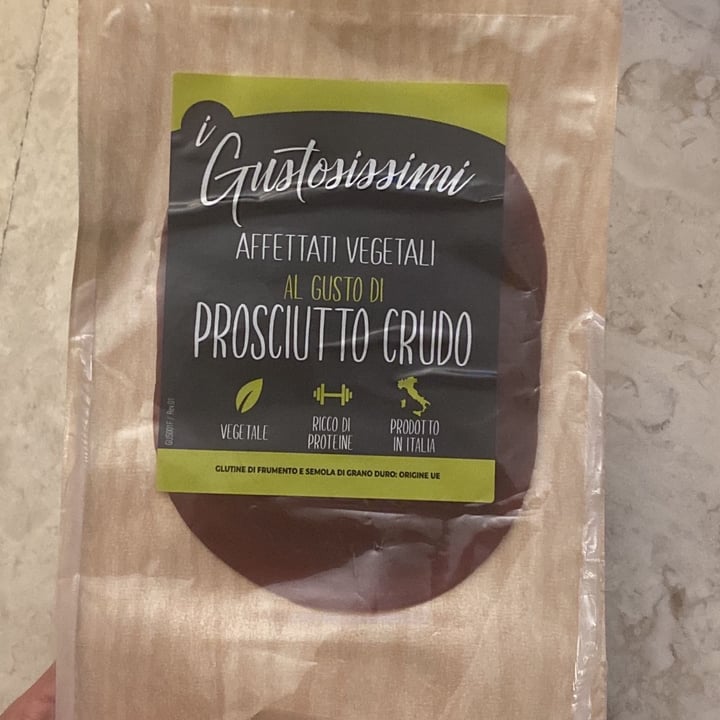 i
Gustosissimi
AFFETTATI VEGETALI
AL GUSTO DI
PROSCIUTTO CRUDO
VEGETALE
RICCO DI
PROTEINE
PRODOTTO
IN ITALIA
GLUTINE DI FRUMENTO E SEMOLA DI GRANO DURO: ORIGINE UE